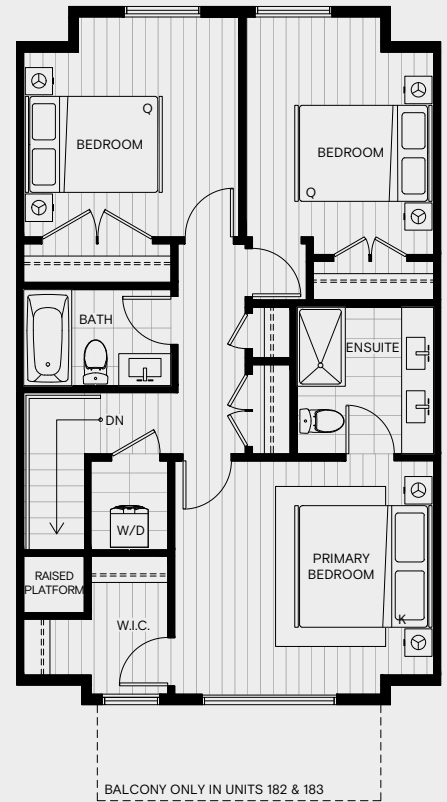 Q
BEDROOM
BEDROOM
Q
BATH
ENSUITE
DN
W/D
PRIMARY
BEDROOM
RAISED
PLATFORM
K
W.I.C.
BALCONY ONLY IN UNITS 182 & 183